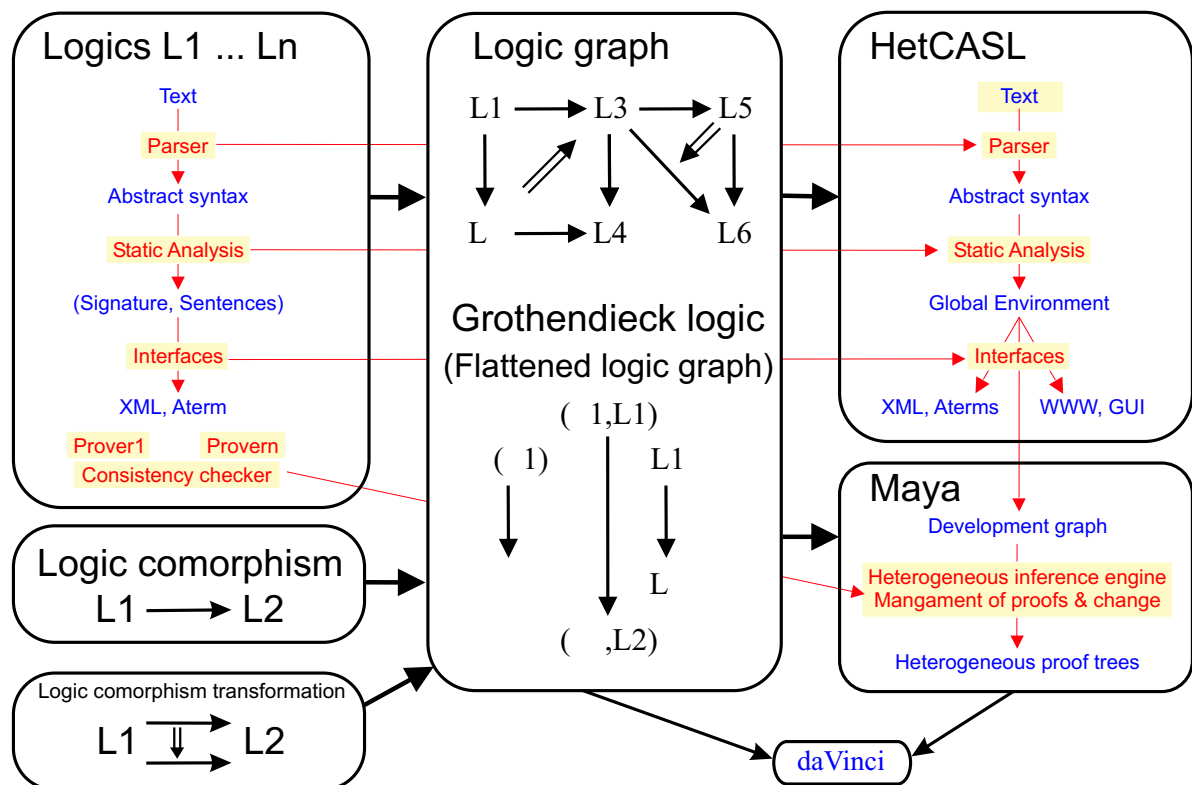 Logics L1 ... Ln
Text
Parser
Abstract syntax
Static Analysis
(Signature, Sentences)
Interfaces
XML, Aterm
Prover1 Provern
Consistency checker
Logic comorphism
L1 L2
Logic comorphism transformation
L1 L2
Logic graph
L1 L3 L5
L L4 L6
Grothendieck logic
(Flattened logic graph)
( 1,L1)
( 1) L1
L
( ,L2)
HetCASL
Text
Parser
Abstract syntax
Static Analysis
Global Environment
Interfaces
XML, Aterms WWW, GUI
Maya
Development graph
Heterogeneous inference engine
Mangament of proofs & change
Heterogeneous proof trees
daVinci